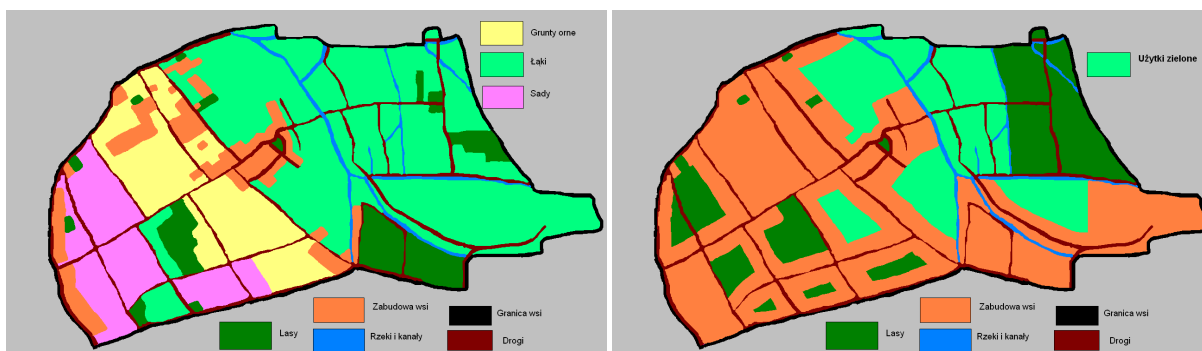 Grunty orne
Łąki
Sady
Lasy
Zabudowa wsi
Rzeki i kanały
Granica wsi
Drogi
Użytki zielone
Lasy
Zabudowa wsi
Rzeki i kanały
Granica wsi
Drogi